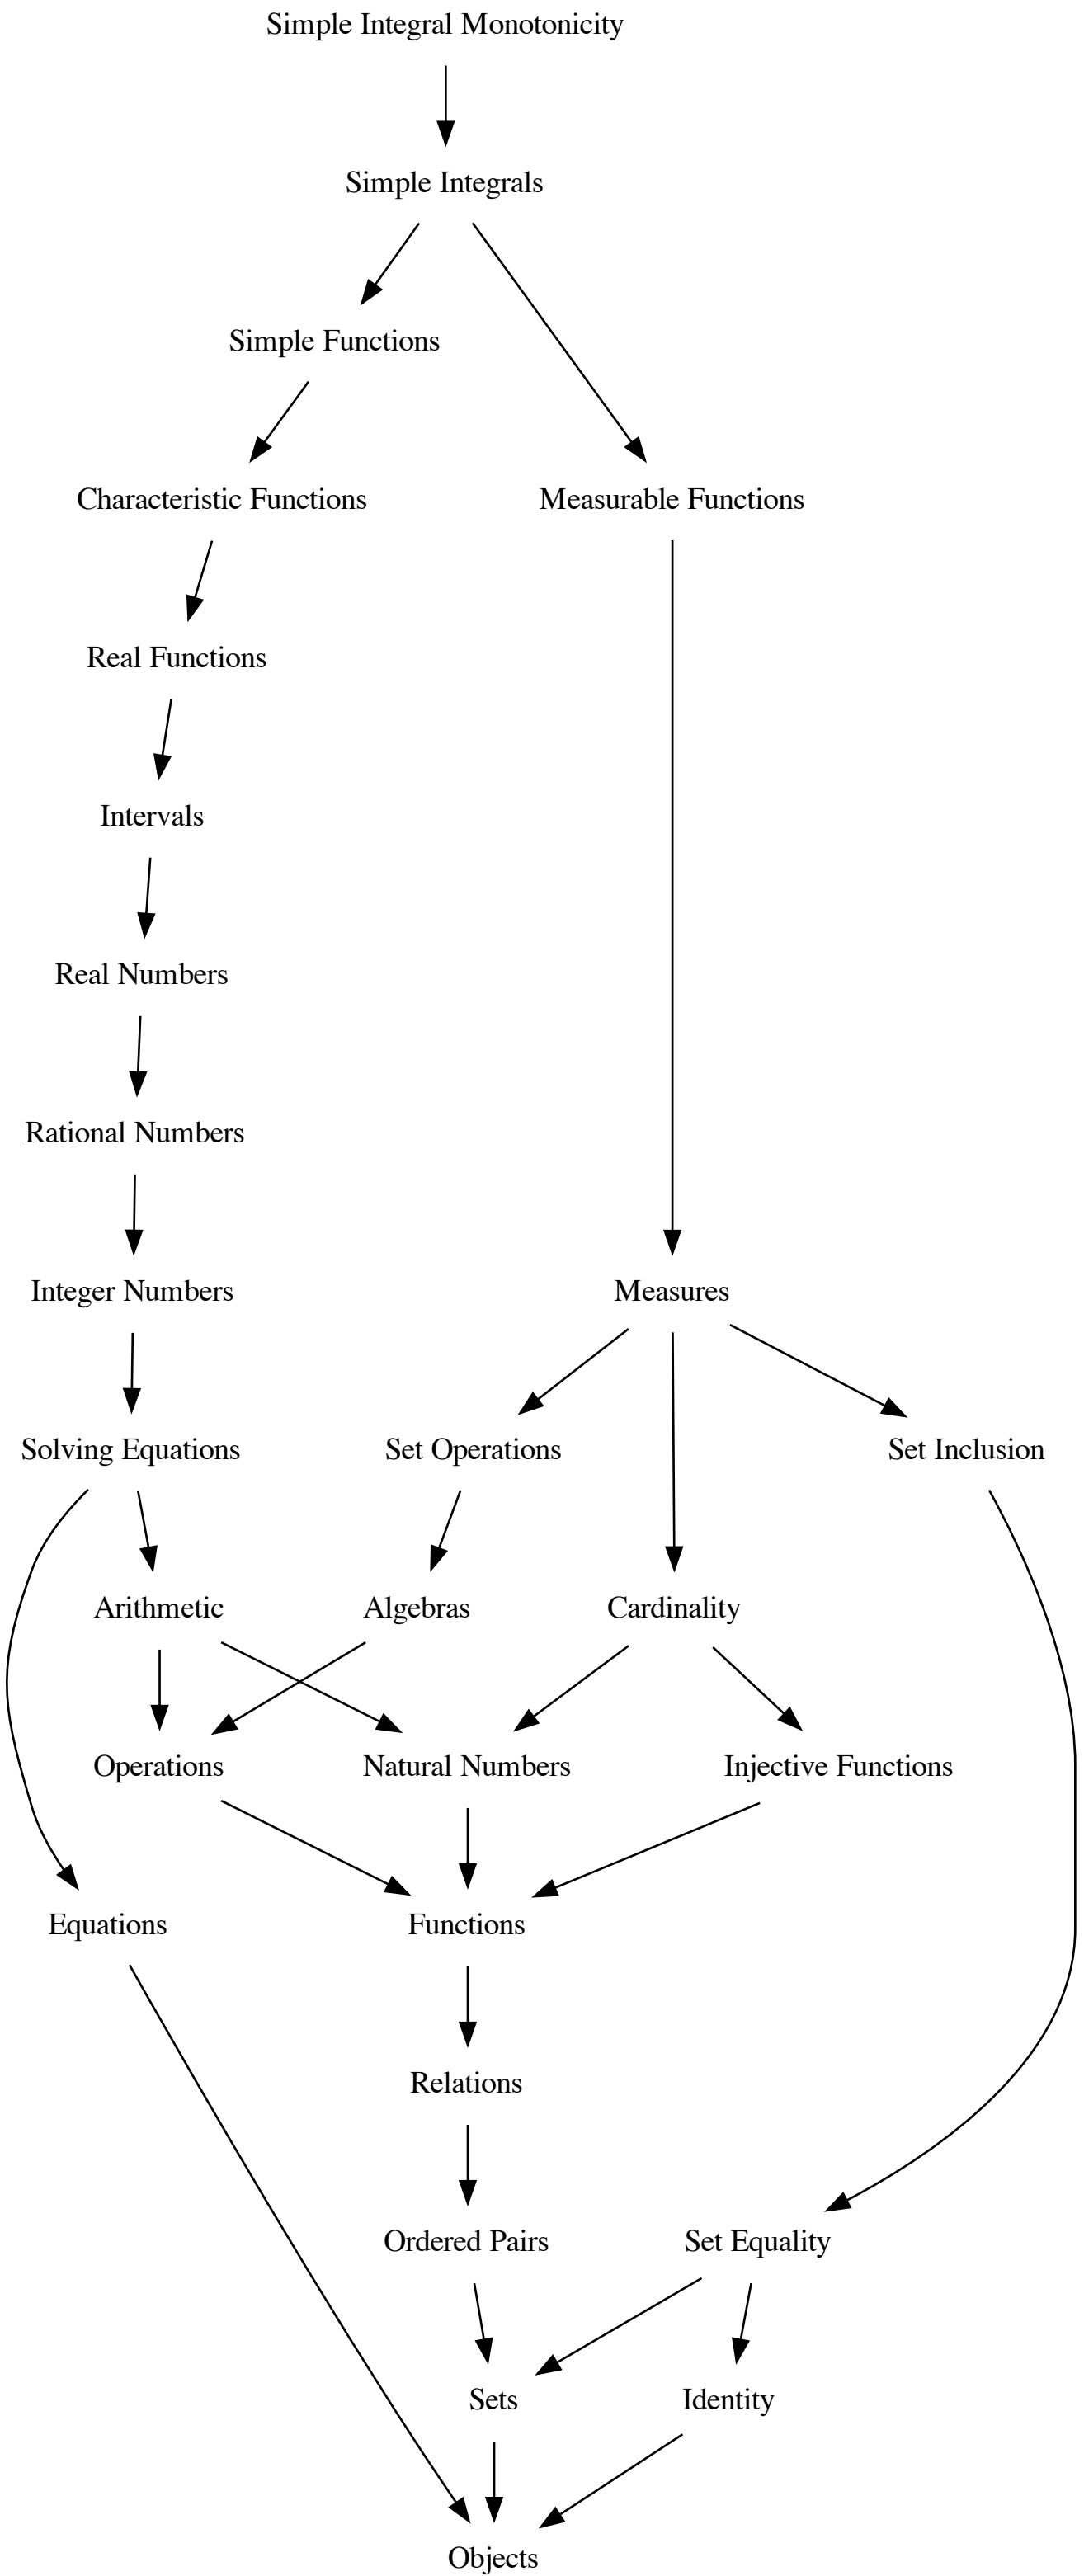 Simple Integral Monotonicity
Simple Integrals
Simple Functions
Characteristic Functions
Measurable Functions
Real Functions
Intervals
Real Numbers
Rational Numbers
Integer Numbers
Measures
Solving Equations
Set Operations
Set Inclusion
Arithmetic
Algebras
Cardinality
Operations
Natural Numbers
Injective Functions
Equations
Functions
Relations
Ordered Pairs
Set Equality
Sets
Identity
Objects